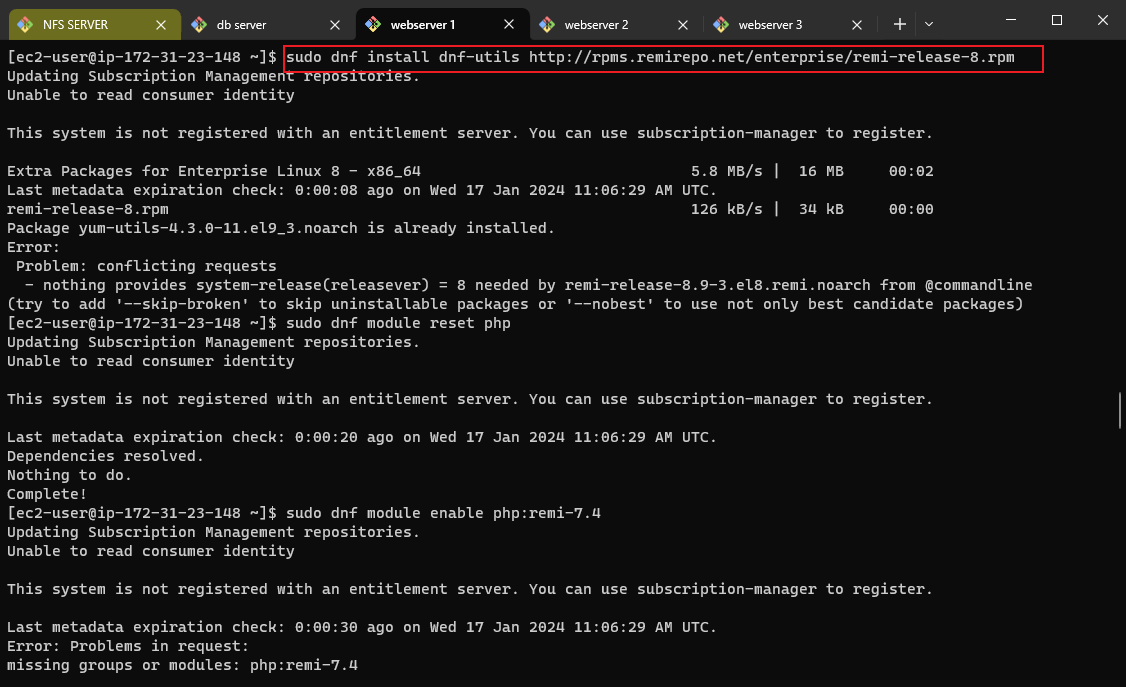 NFS SERVER
db server
webserver 1
webserver 2
webserver 3
[ec2-user@ip-172-31-23-148 ~]$ sudo dnf install dnf-utils http://rpms.remirepo.net/enterprise/remi-release-8.rpm
Updating Subscription Management repositories.
Unable to read consumer identity
This system is not registered with an entitlement server. You can use subscription-manager to register.
Extra Packages for Enterprise Linux 8 - x86_64 5.8 MB/s | 16 MB 00:02
Last metadata expiration check: 0:00:08 ago on Wed 17 Jan 2024 11:06:29 AM UTC.
remi-release-8.rpm 126 kB/s | 34 kB 00:00
Package yum-utils-4.3.0-11.el9_3.noarch is already installed.
Error:
Problem: conflicting requests
- nothing provides system-release(releasever) = 8 needed by remi-release-8.9-3.el8.remi.noarch from @commandline
(try to add '--skip-broken' to skip uninstallable packages or '--nobest' to use not only best candidate packages)
[ec2-user@ip-172-31-23-148 ~]$ sudo dnf module reset php
Updating Subscription Management repositories.
Unable to read consumer identity
This system is not registered with an entitlement server. You can use subscription-manager to register.
Last metadata expiration check: 0:00:20 ago on Wed 17 Jan 2024 11:06:29 AM UTC.
Dependencies resolved.
Nothing to do.
Complete!
[ec2-user@ip-172-31-23-148 ~]$ sudo dnf module enable php:remi-7.4
Updating Subscription Management repositories.
Unable to read consumer identity
This system is not registered with an entitlement server. You can use subscription-manager to register.
Last metadata expiration check: 0:00:30 ago on Wed 17 Jan 2024 11:06:29 AM UTC.
Error: Problems in request:
missing groups or modules: php:remi-7.4